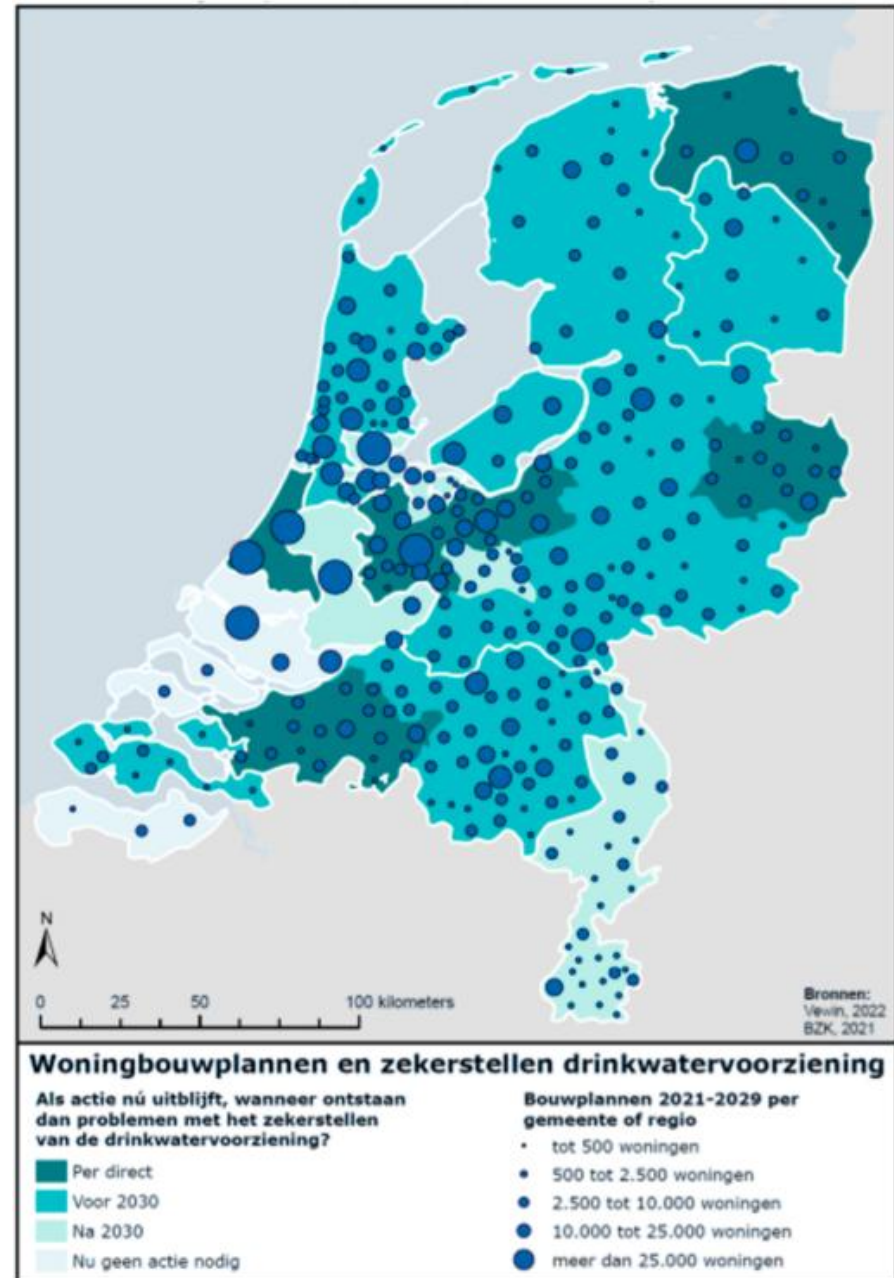 N
0 25 50 100 kilometers
Bronnen:
Vewin, 2022
BZK, 2021
Woningbouwplannen en zekerstellen drinkwatervoorziening
Als actie nú uitblijft, wanneer ontstaan
dan problemen met het zekerstellen
van de drinkwatervoorziening?
Per direct
Voor 2030
Na 2030
Nu geen actie nodig
Bouwplannen 2021-2029 per
gemeente of regio
tot 500 woningen
500 tot 2.500 woningen
2.500 tot 10.000 woningen
10.000 tot 25.000 woningen
meer dan 25.000 woningen